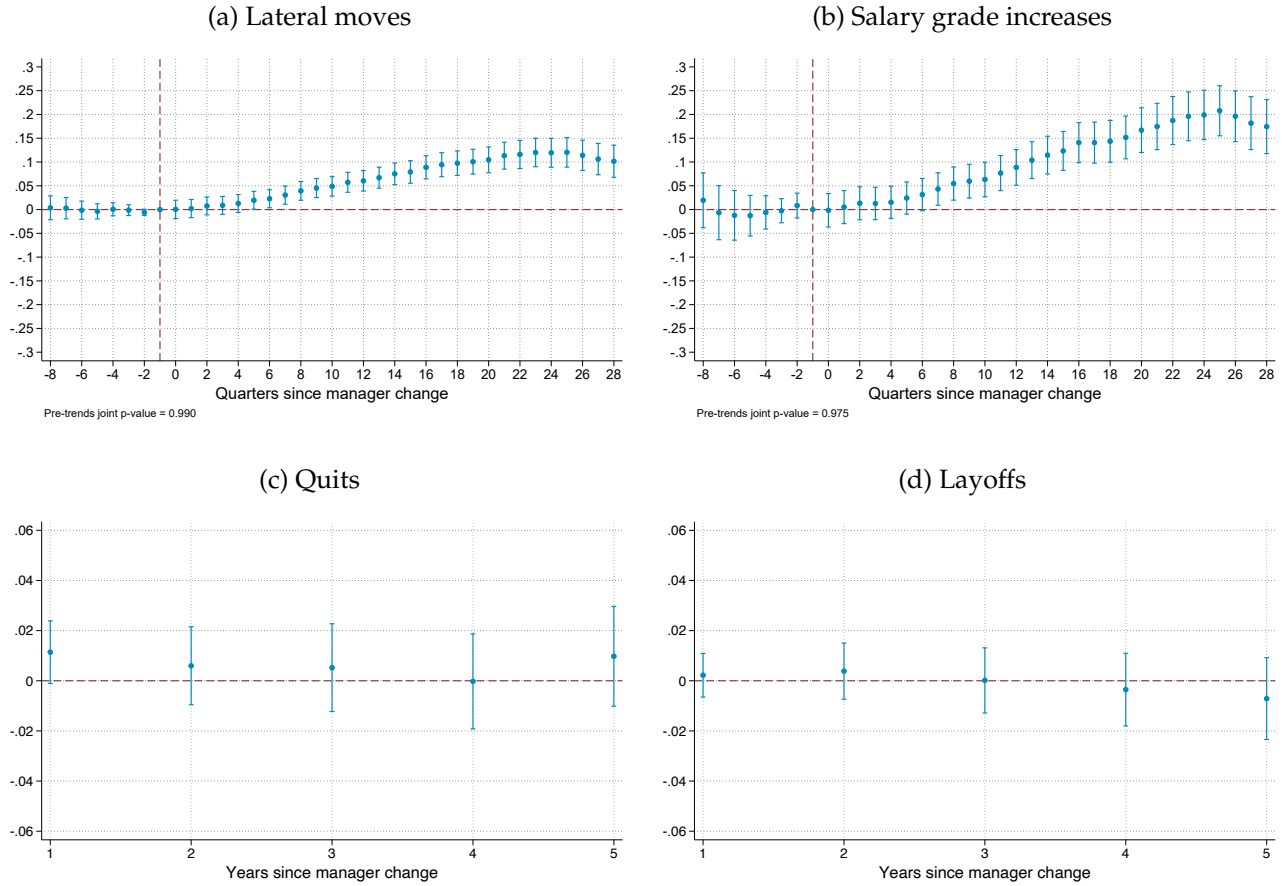 (a) Lateral moves
.3
.25
.2
.15
.1
.05
0
-.05
-.1
-.15
-.2
-.25
-.3
-8 -6 -4 -2 0 2 4 6 8 10 12 14 16 18 20 22 24 26 28
Quarters since manager change
Pre-trends joint p-value = 0.990
(b) Salary grade increases
.3
.25
.2
.15
.1
.05
0
-.05
-.1
-.15
-.2
-.25
-.3
-8 -6 -4 -2 0 2 4 6 8 10 12 14 16 18 20 22 24 26 28
Quarters since manager change
Pre-trends joint p-value = 0.975
(c) Quits
.06
.04
.02
0
-.02
-.04
-.06
1 2 3 4 5
Years since manager change
(d) Layoffs
.06
.04
.02
0
-.02
-.04
-.06
1 2 3 4 5
Years since manager change